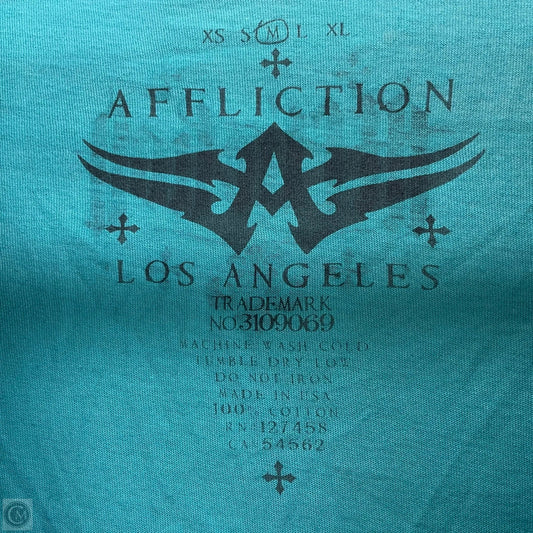 XS S M L XL
AFFLICTION
LOS ANGELES
TRADEMARK
NO.3109069
MACHINE WASH COLD
TUMBLE DRY LOW
DO NOT IRON
MADE IN USA
100% COTTON
RN# 127458
CA# 54562